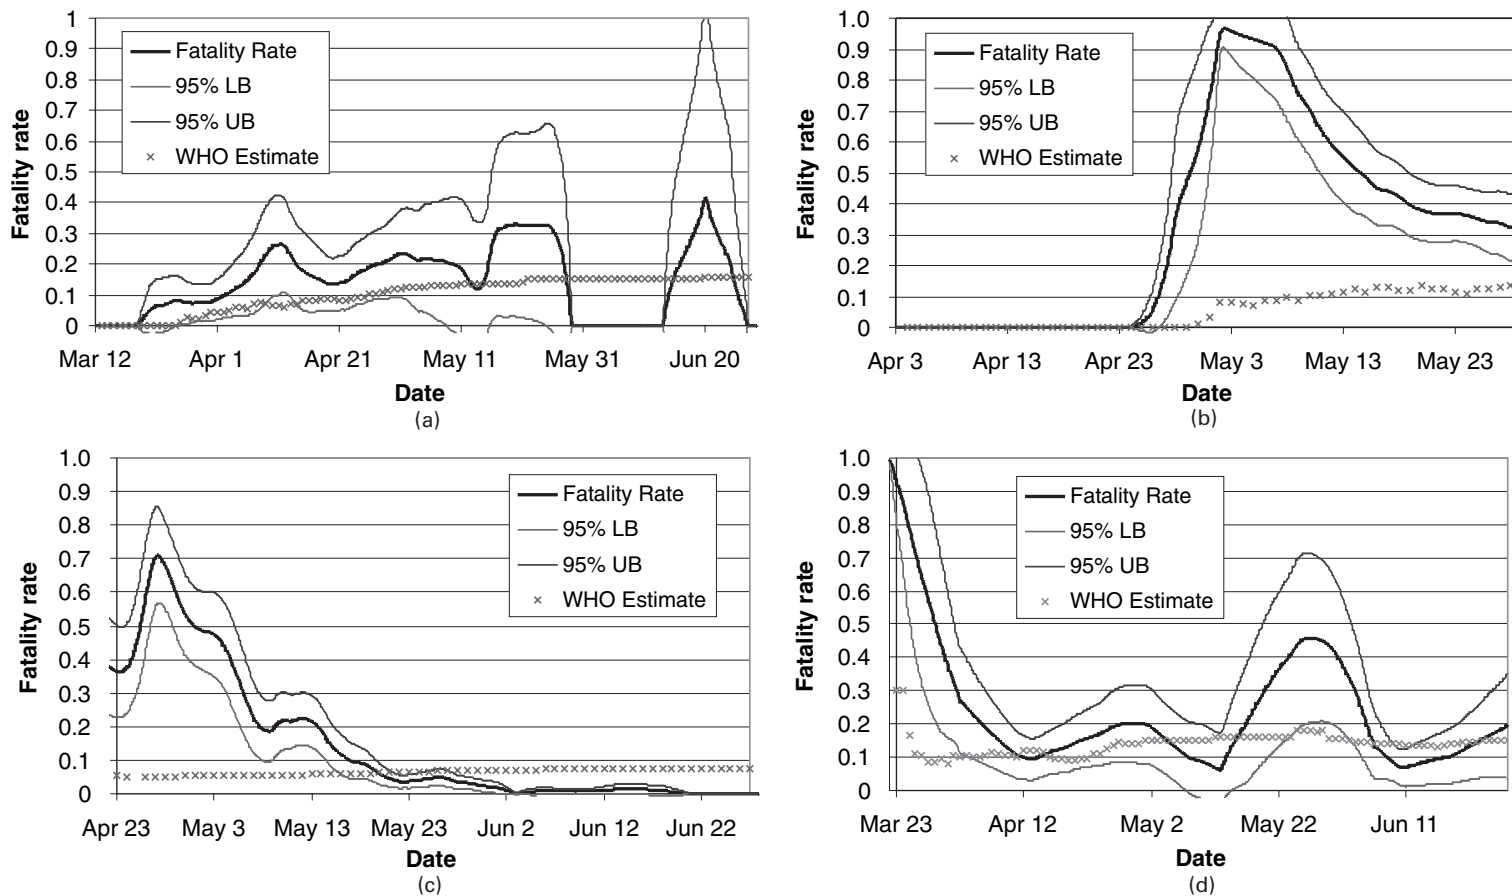 1
0.9
0.8
0.7
0.6
0.5
0.4
0.3
0.2
0.1
0
Fatality rate
Fatality Rate
95% LB
95% UB
WHO Estimate
Mar 12 Apr 1 Apr 21 May 11 May 31 Jun 20
Date
(a)
1.0
0.9
0.8
0.7
0.6
0.5
0.4
0.3
0.2
0.1
0
Fatality rate
Fatality Rate
95% LB
95% UB
WHO Estimate
Apr 3 Apr 13 Apr 23 May 3 May 13 May 23
Date
(b)
1.0
0.9
0.8
0.7
0.6
0.5
0.4
0.3
0.2
0.1
0
Fatality rate
Fatality Rate
95% LB
95% UB
WHO Estimate
Apr 23 May 3 May 13 May 23 Jun 2 Jun 12 Jun 22
Date
(c)
1.0
0.9
0.8
0.7
0.6
0.5
0.4
0.3
0.2
0.1
0
Fatality rate
Fatality Rate
95% LB
95% UB
WHO Estimate
Mar 23 Apr 12 May 2 May 22 Jun 11
Date
(d)